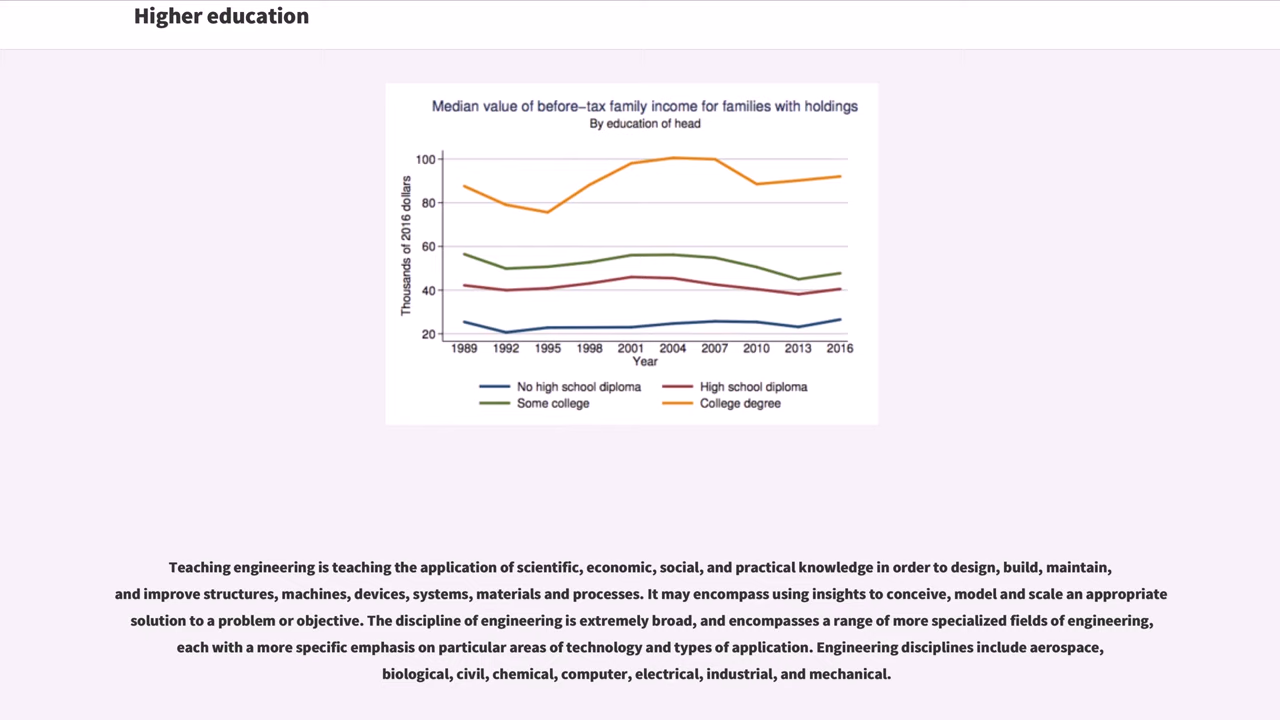 Higher education
Median value of before-tax family income for families with holdings
By education of head
Thousands of 2016 dollars
100
80
60
40
20
1989 1992 1995 1998 2001 2004 2007 2010 2013 2016
Year
No high school diploma High school diploma
Some college College degree
Teaching engineering is teaching the application of scientific, economic, social, and practical knowledge in order to design, build, maintain,
and improve structures, machines, devices, systems, materials and processes. It may encompass using insights to conceive, model and scale an appropriate
solution to a problem or objective. The discipline of engineering is extremely broad, and encompasses a range of more specialized fields of engineering,
each with a more specific emphasis on particular areas of technology and types of application. Engineering disciplines include aerospace,
biological, civil, chemical, computer, electrical, industrial, and mechanical.